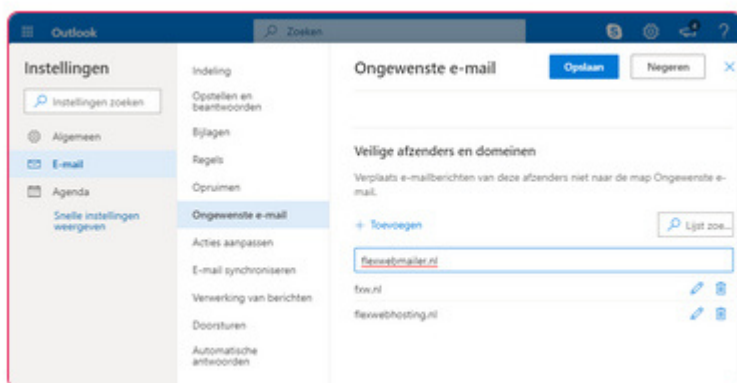 Outlook
Zoeken
Instellingen
Instellingen zoeken
Algemeen
E-mail
Agenda
Snelle instellingen
weergeven
Indeling
Opstellen en
beantwoorden
Bijlagen
Regels
Opruimen
Ongewenste e-mail
Acties aanpassen
E-mail synchroniseren
Verwerking van berichten
Doorsturen
Automatische
antwoorden
Ongewenste e-mail
Opslaan
Negeren
Veilige afzenders en domeinen
Verplaats e-mailberichten van deze afzenders niet naar de map Ongewenste e-
mail.
Toevoegen
Lijst zoe...
flexwebmailer.nl
fxw.nl
flexwebhosting.nl